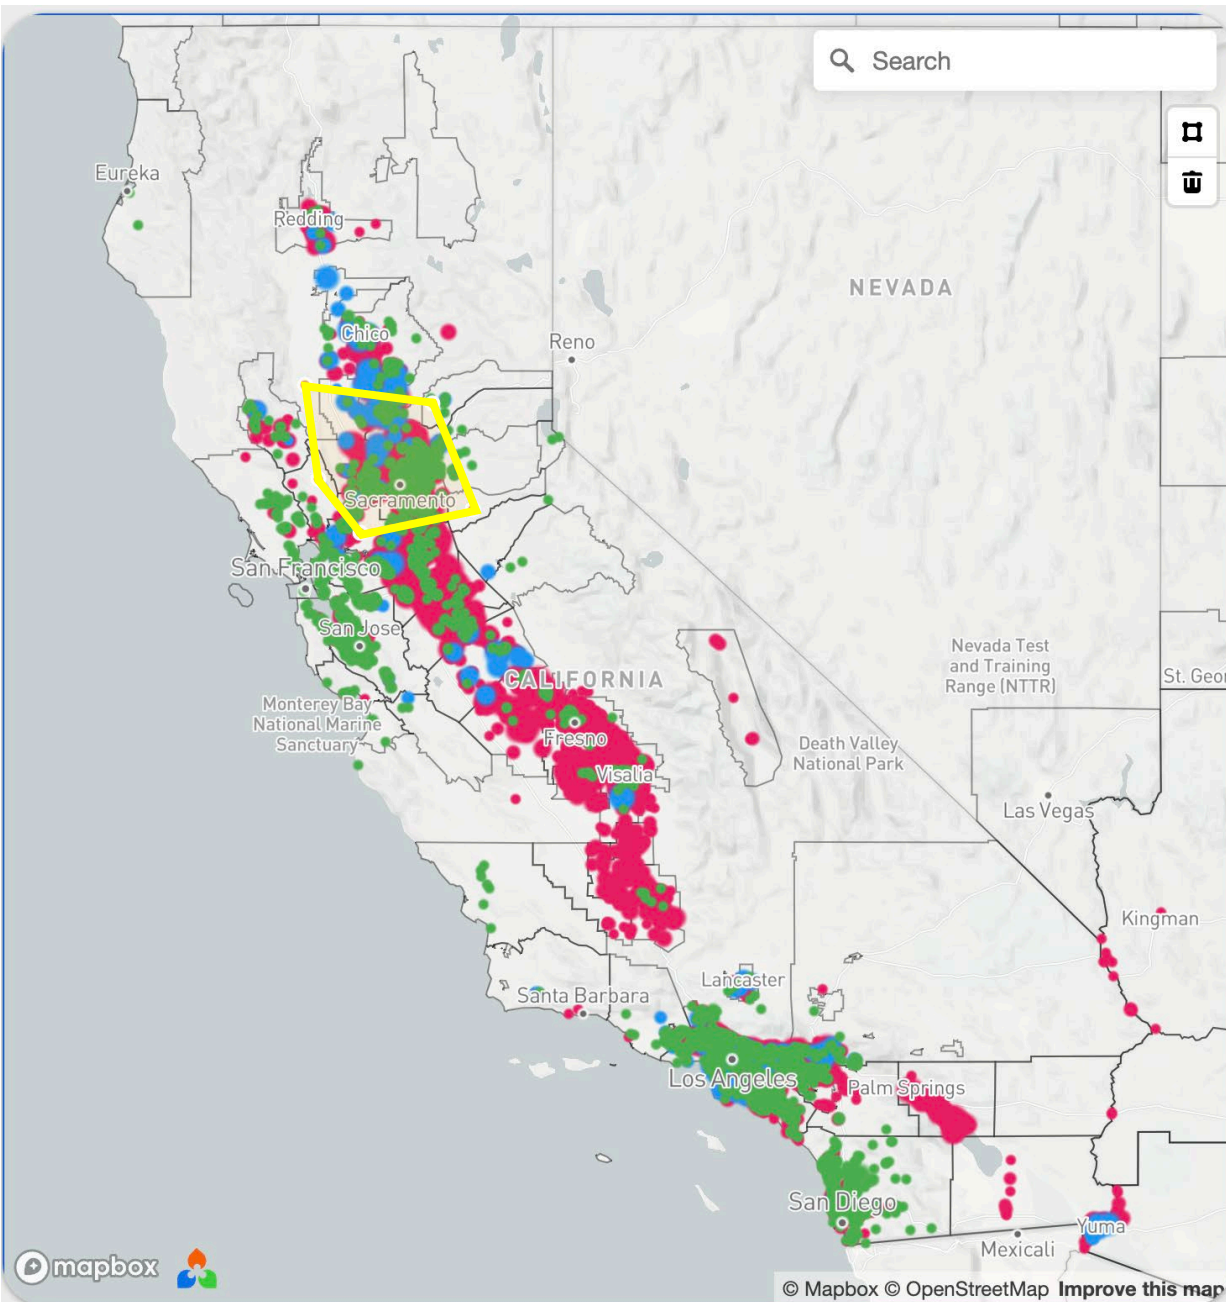 Search
Eureka
Redding
NEVADA
Chico
Reno
Sacramento
San Francisco
San Jose
Nevada Test
and Training
Range (NTTR)
St. Geor
CALIFORNIA
Monterey Bay
National Marine
Sanctuary
Fresno
Death Valley
National Park
Visalia
Las Vegas
Kingman
Lancaster
Santa Barbara
Los Angeles
Palm Springs
San Diego
Yuma
Mexicali
mapbox
© Mapbox © OpenStreetMap Improve this map